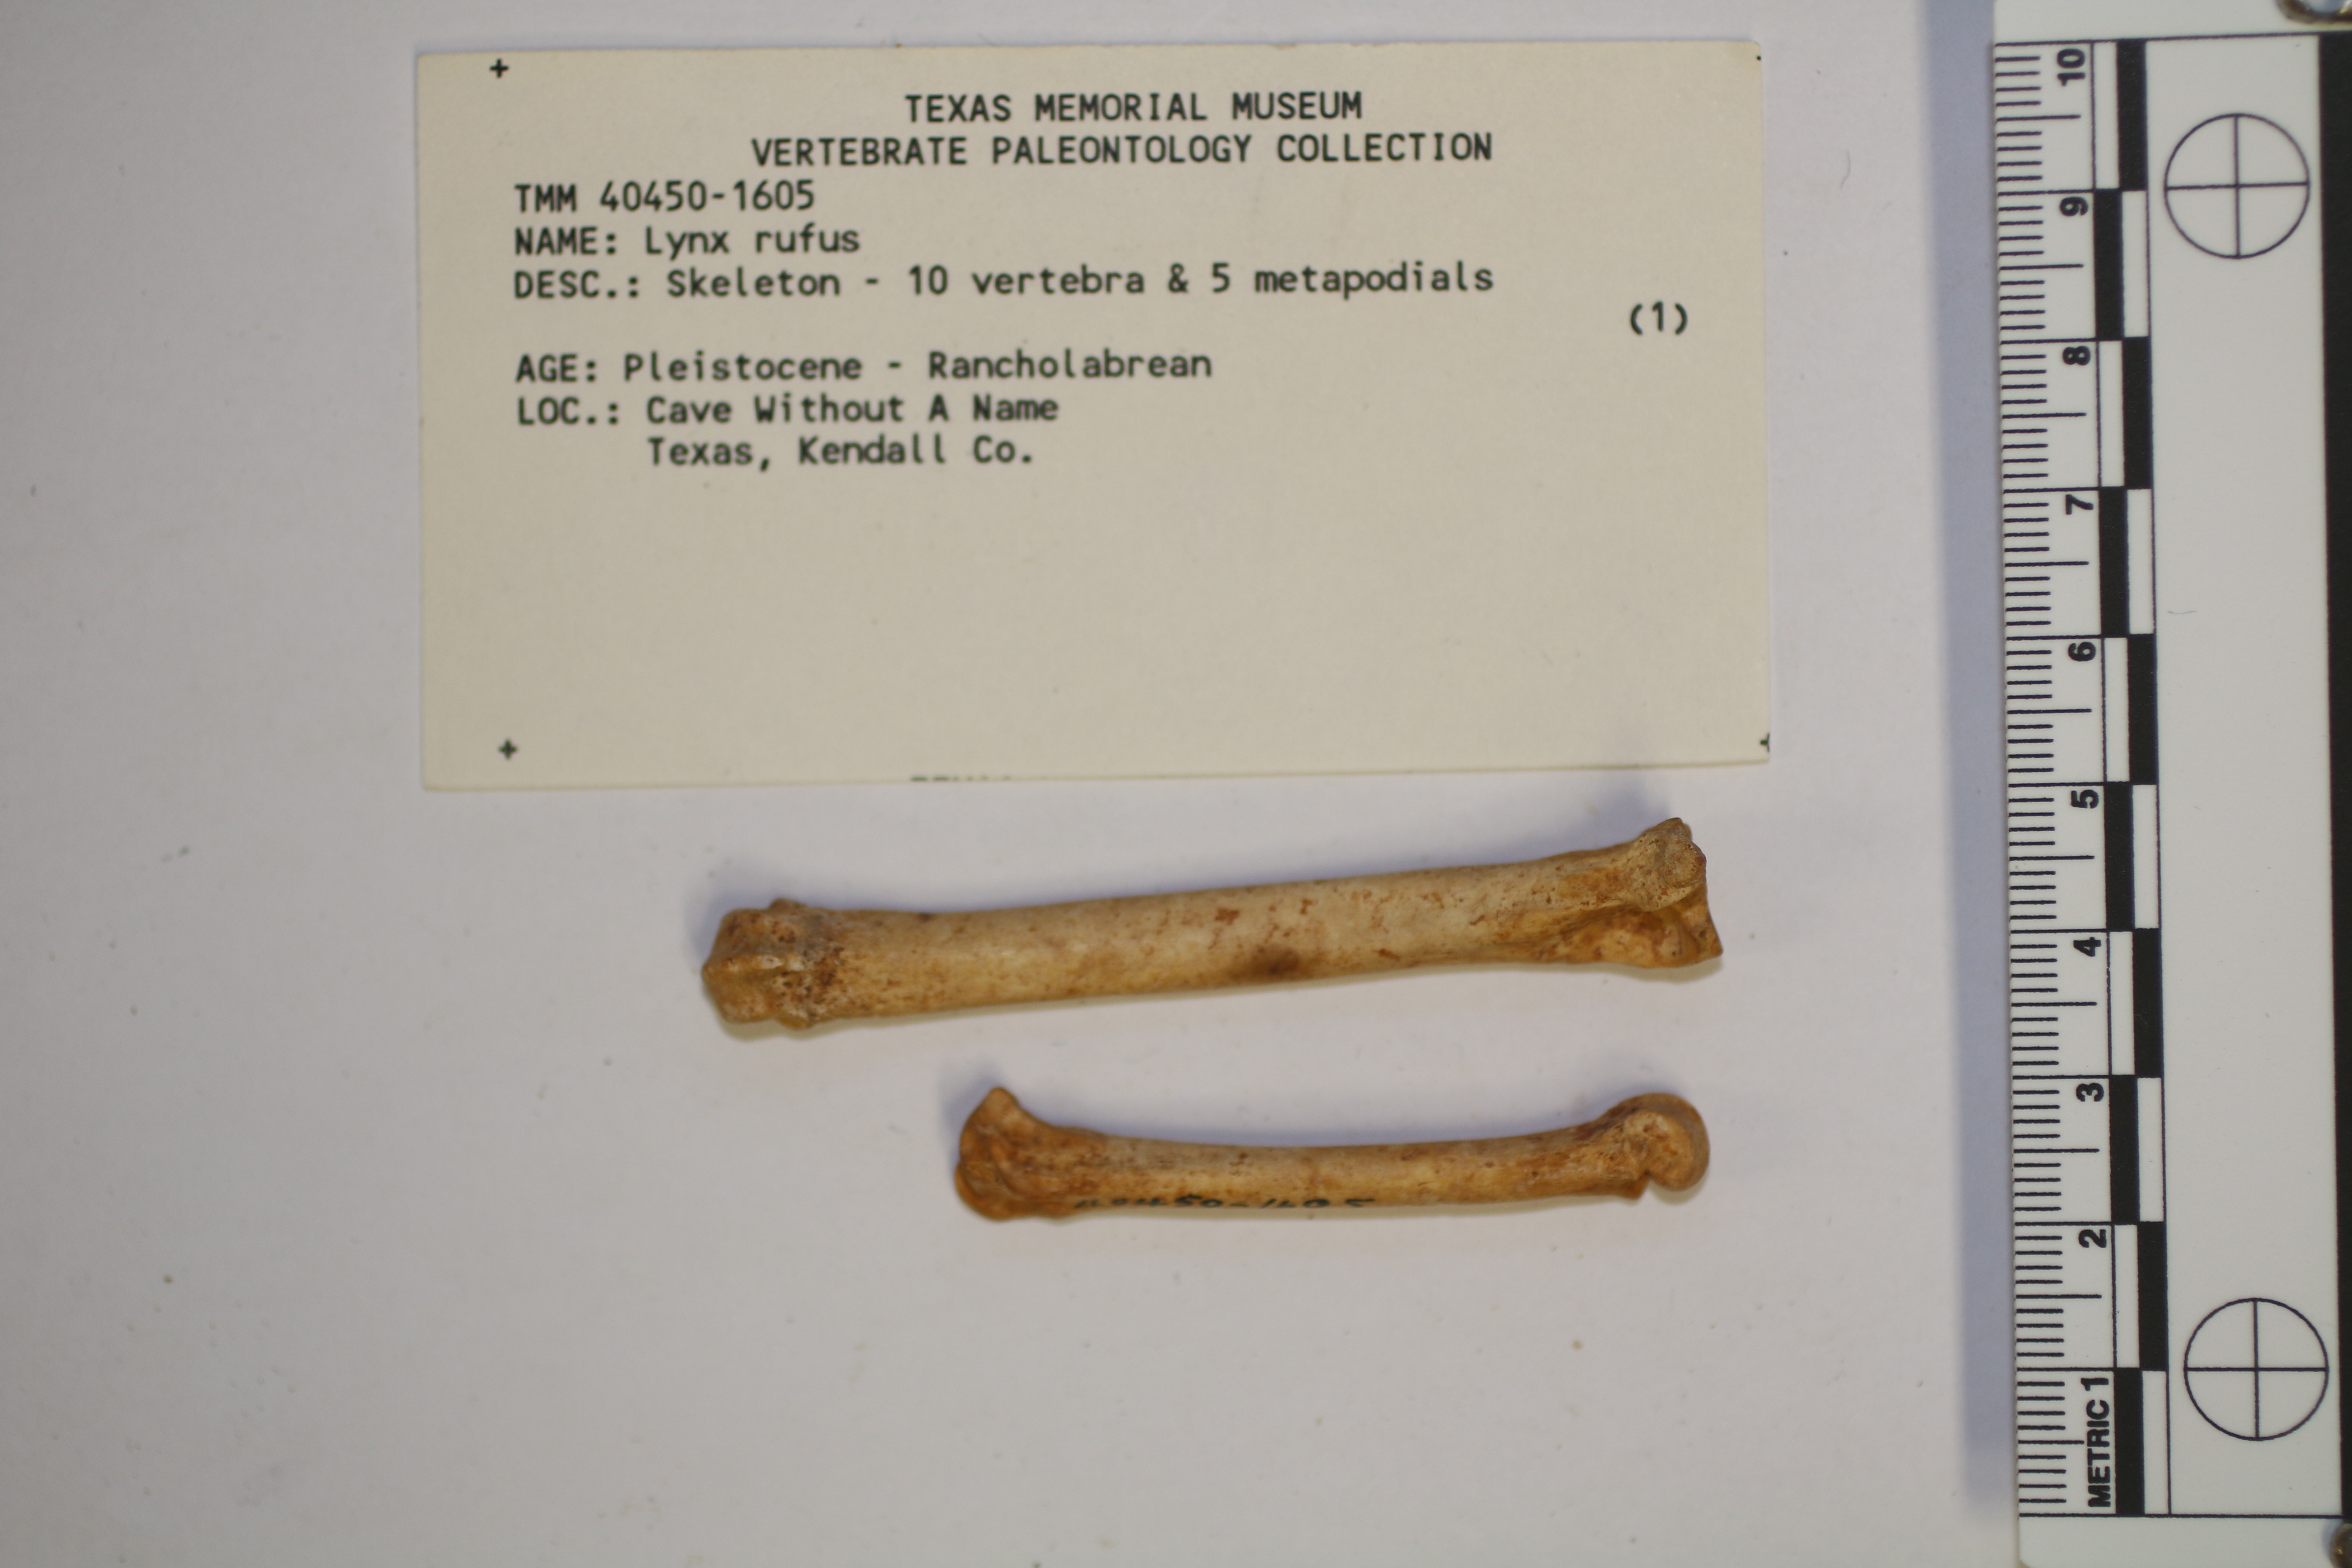 TEXAS MEMORIAL MUSEUM
VERTEBRATE PALEONTOLOGY COLLECTION
TMM 40450-1605
NAME: Lynx rufus
DESC.: Skeleton - 10 vertebra & 5 metapodials
(1)
AGE: Pleistocene - Rancholabrean
LOC.: Cave Without A Name
Texas, Kendall Co.
METRIC 1 2 3 4 5 6 7 8 9 10